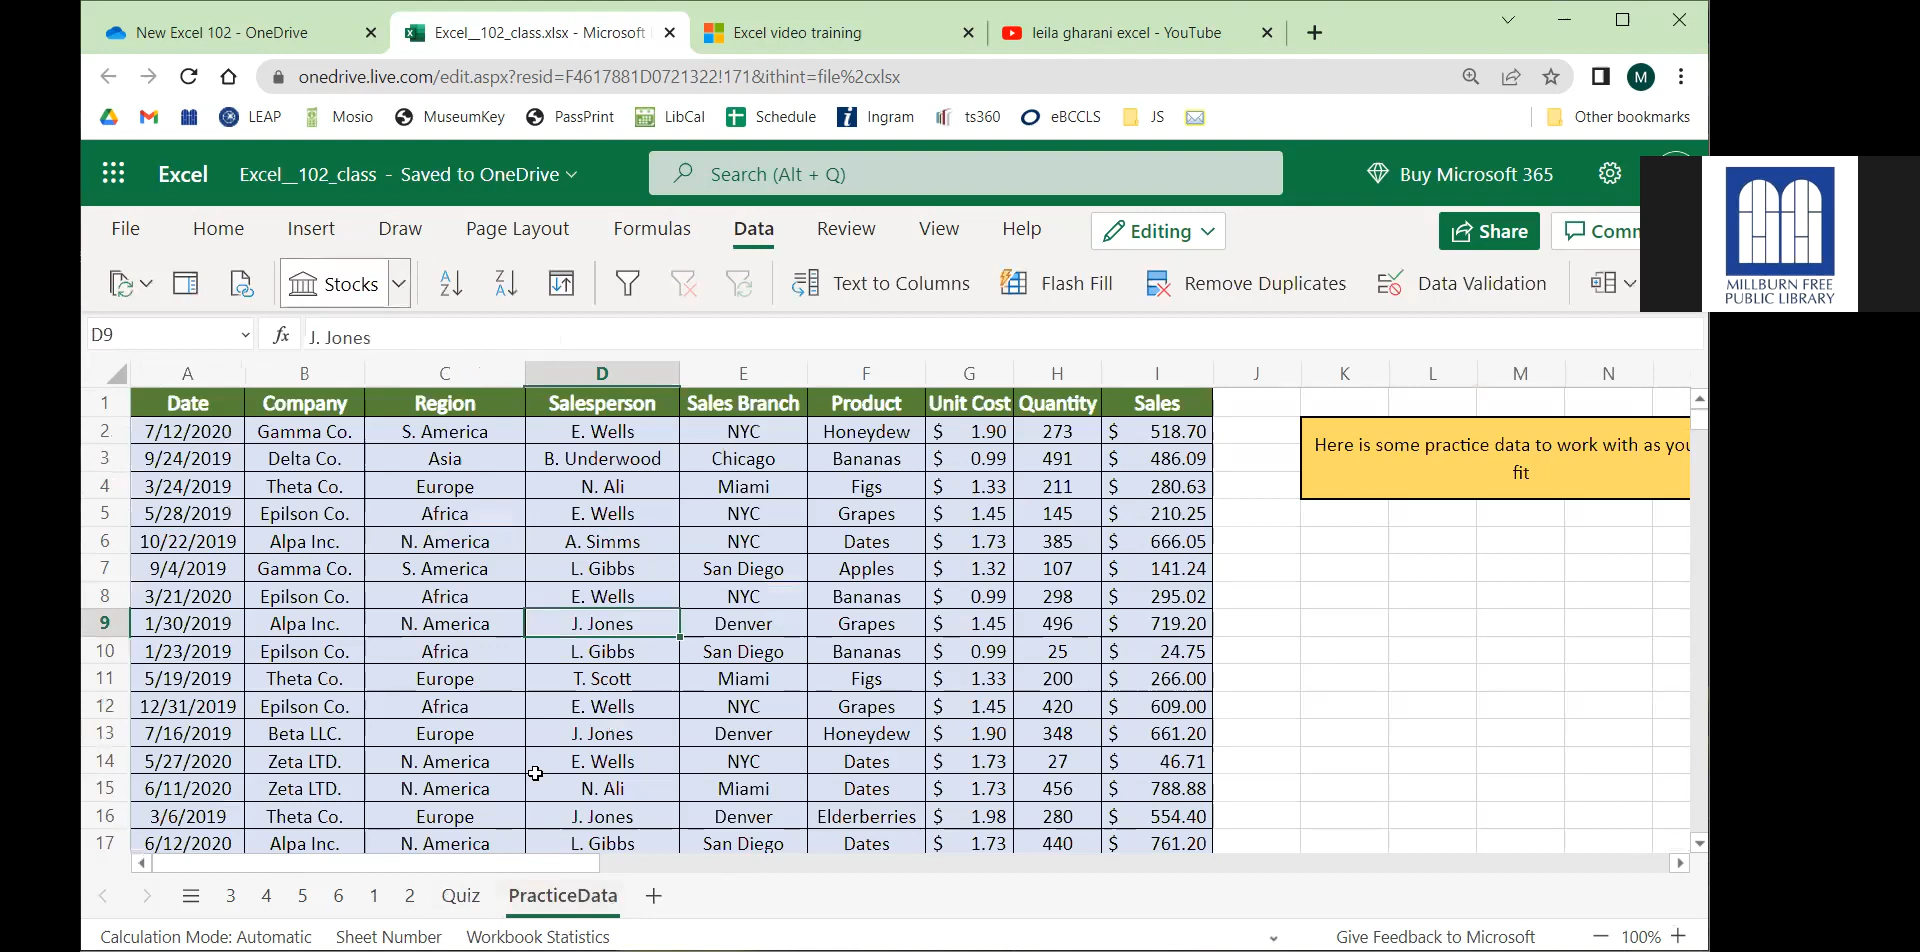 New Excel 102 - OneDrive
Excel__102_class.xlsx - Microsoft
Excel video training
leila gharani excel - YouTube
onedrive.live.com/edit.aspx?resid=F4617881D0721322!171&ithint=file%2cxlsx
M
LEAP
Mosio
MuseumKey
PassPrint
LibCal
Schedule
Ingram
ts360
eBCCLS
JS
Other bookmarks
Excel
Excel__102_class - Saved to OneDrive
Search (Alt + Q)
Buy Microsoft 365
MILLBURN FREE
PUBLIC LIBRARY
File Home Insert Draw Page Layout Formulas Data Review View Help Editing Share Comm
Stocks Text to Columns Flash Fill Remove Duplicates Data Validation
D9 fx J. Jones
A B C D E F G H I J K L M N
1 Date Company Region Salesperson Sales Branch Product Unit Cost Quantity Sales
2 7/12/2020 Gamma Co. S. America E. Wells NYC Honeydew $ 1.90 273 $ 518.70
3 9/24/2019 Delta Co. Asia B. Underwood Chicago Bananas $ 0.99 491 $ 486.09
4 3/24/2019 Theta Co. Europe N. Ali Miami Figs $ 1.33 211 $ 280.63
5 5/28/2019 Epilson Co. Africa E. Wells NYC Grapes $ 1.45 145 $ 210.25
6 10/22/2019 Alpa Inc. N. America A. Simms NYC Dates $ 1.73 385 $ 666.05
7 9/4/2019 Gamma Co. S. America L. Gibbs San Diego Apples $ 1.32 107 $ 141.24
8 3/21/2020 Epilson Co. Africa E. Wells NYC Bananas $ 0.99 298 $ 295.02
9 1/30/2019 Alpa Inc. N. America J. Jones Denver Grapes $ 1.45 496 $ 719.20
10 1/23/2019 Epilson Co. Africa L. Gibbs San Diego Bananas $ 0.99 25 $ 24.75
11 5/19/2019 Theta Co. Europe T. Scott Miami Figs $ 1.33 200 $ 266.00
12 12/31/2019 Epilson Co. Africa E. Wells NYC Grapes $ 1.45 420 $ 609.00
13 7/16/2019 Beta LLC. Europe J. Jones Denver Honeydew $ 1.90 348 $ 661.20
14 5/27/2020 Zeta LTD. N. America E. Wells NYC Dates $ 1.73 27 $ 46.71
15 6/11/2020 Zeta LTD. N. America N. Ali Miami Dates $ 1.73 456 $ 788.88
16 3/6/2019 Theta Co. Europe J. Jones Denver Elderberries $ 1.98 280 $ 554.40
17 6/12/2020 Alpa Inc. N. America L. Gibbs San Diego Dates $ 1.73 440 $ 761.20
Here is some practice data to work with as you
fit
3 4 5 6 1 2 Quiz PracticeData
Calculation Mode: Automatic Sheet Number Workbook Statistics Give Feedback to Microsoft 100%